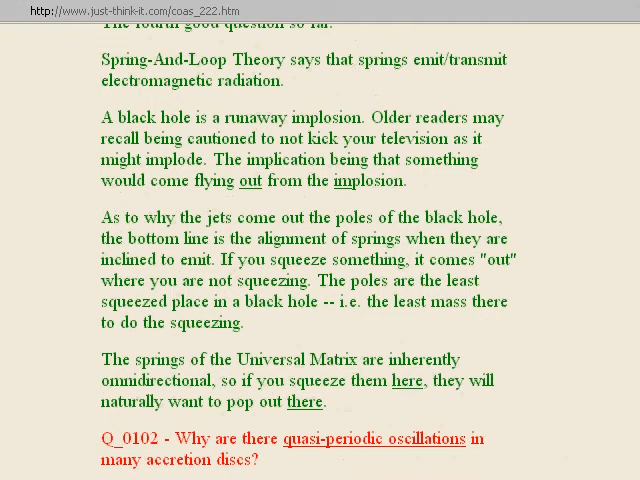 http://www.just-think-it.com/coas_222.htm
The fourth good question so far.
Spring-And-Loop Theory says that springs emit/transmit
electromagnetic radiation.
A black hole is a runaway implosion. Older readers may
recall being cautioned to not kick your television as it
might implode. The implication being that something
would come flying out from the implosion.
As to why the jets come out the poles of the black hole,
the bottom line is the alignment of springs when they are
inclined to emit. If you squeeze something, it comes "out"
where you are not squeezing. The poles are the least
squeezed place in a black hole -- i.e. the least mass there
to do the squeezing.
The springs of the Universal Matrix are inherently
omnidirectional, so if you squeeze them here, they will
naturally want to pop out there.
Q_0102 - Why are there quasi-periodic oscillations in
many accretion discs?